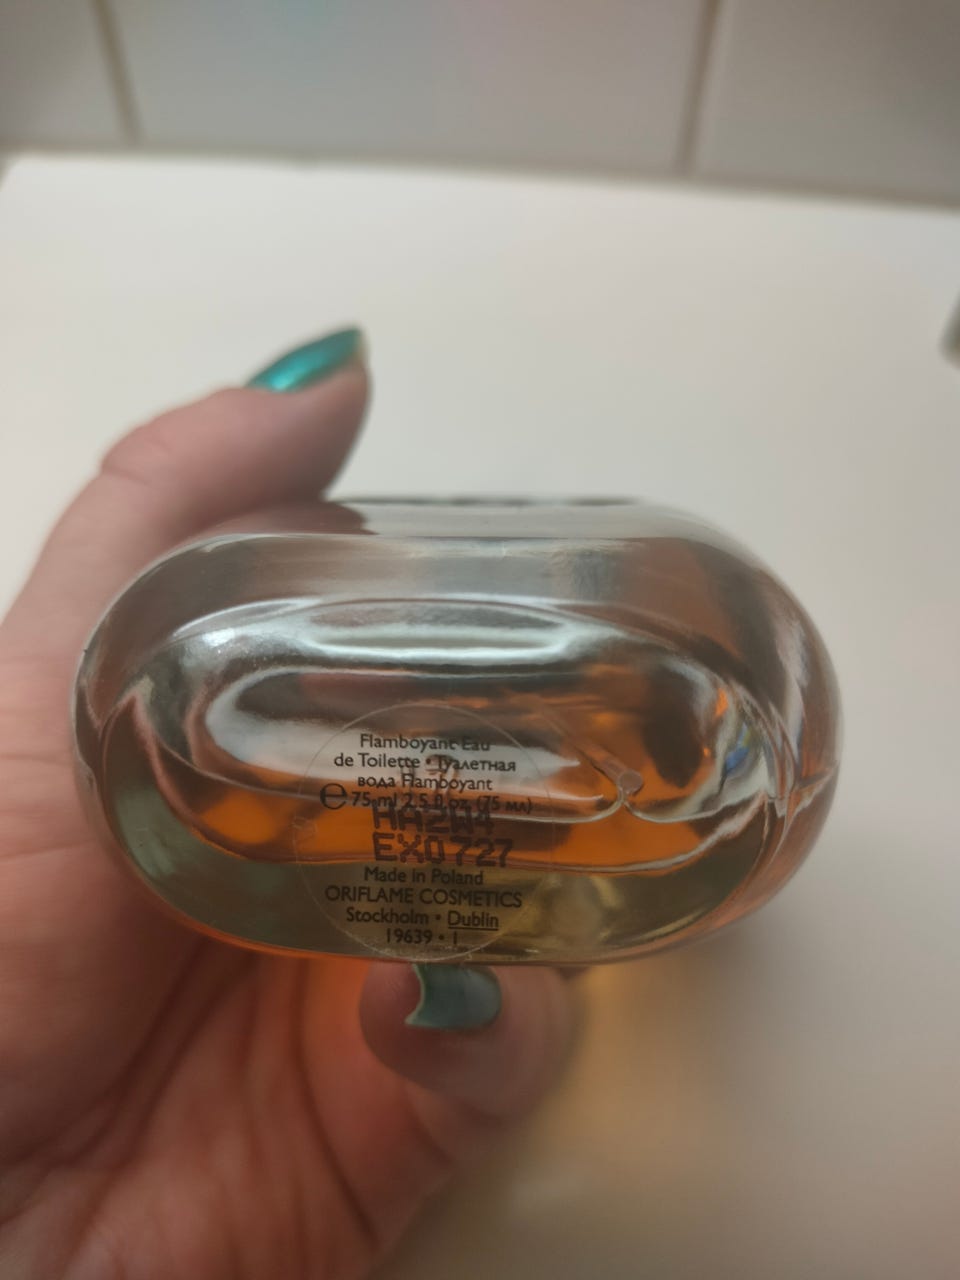 Flamboyant Eau
de Toilette • Туалетная
вода Flamboyant
℮ 75 ml 2.5 fl.oz. (75 мл)
EX0727
Made in Poland
ORIFLAME COSMETICS
Stockholm • Dublin
19639 • 1